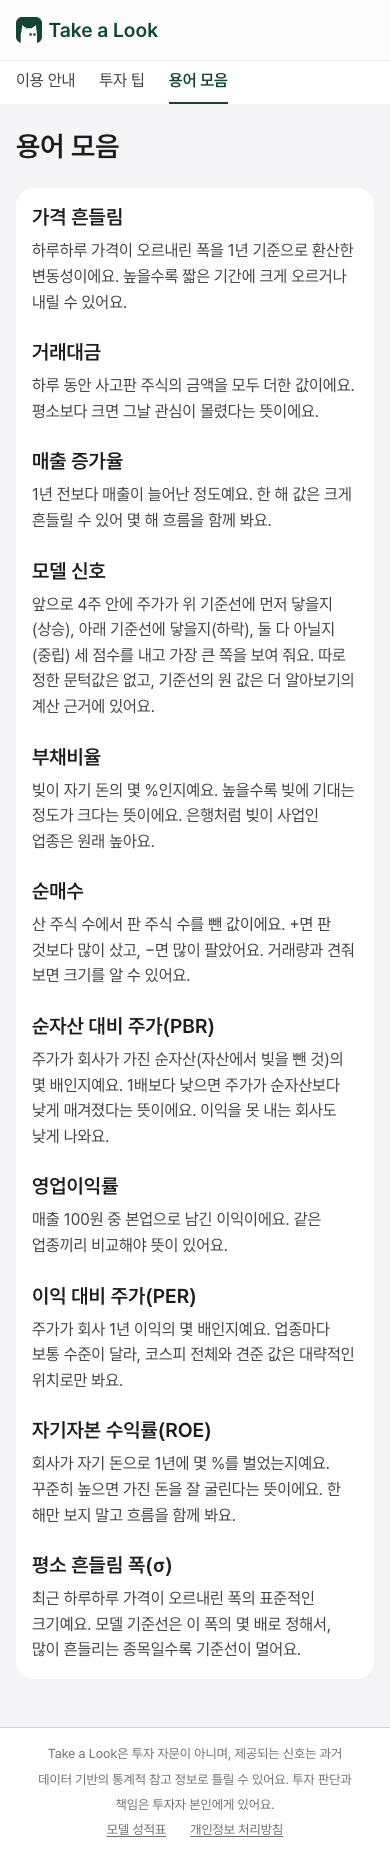 Take a Look
이용 안내 투자 팁 용어 모음
용어 모음
가격 흔들림
하루하루 가격이 오르내린 폭을 1년 기준으로 환산한
변동성이에요. 높을수록 짧은 기간에 크게 오르거나
내릴 수 있어요.
거래대금
하루 동안 사고판 주식의 금액을 모두 더한 값이에요.
평소보다 크면 그날 관심이 몰렸다는 뜻이에요.
매출 증가율
1년 전보다 매출이 늘어난 정도예요. 한 해 값은 크게
흔들릴 수 있어 몇 해 흐름을 함께 봐요.
모델 신호
앞으로 4주 안에 주가가 위 기준선에 먼저 닿을지
(상승), 아래 기준선에 닿을지(하락), 둘 다 아닐지
(중립) 세 점수를 내고 가장 큰 쪽을 보여 줘요. 따로
정한 문턱값은 없고, 기준선의 원 값은 더 알아보기의
계산 근거에 있어요.
부채비율
빚이 자기 돈의 몇 %인지예요. 높을수록 빚에 기대는
정도가 크다는 뜻이에요. 은행처럼 빚이 사업인
업종은 원래 높아요.
순매수
산 주식 수에서 판 주식 수를 뺀 값이에요. +면 판
것보다 많이 샀고, −면 많이 팔았어요. 거래량과 견줘
보면 크기를 알 수 있어요.
순자산 대비 주가(PBR)
주가가 회사가 가진 순자산(자산에서 빚을 뺀 것)의
몇 배인지예요. 1배보다 낮으면 주가가 순자산보다
낮게 매겨졌다는 뜻이에요. 이익을 못 내는 회사도
낮게 나와요.
영업이익률
매출 100원 중 본업으로 남긴 이익이에요. 같은
업종끼리 비교해야 뜻이 있어요.
이익 대비 주가(PER)
주가가 회사 1년 이익의 몇 배인지예요. 업종마다
보통 수준이 달라, 코스피 전체와 견준 값은 대략적인
위치로만 봐요.
자기자본 수익률(ROE)
회사가 자기 돈으로 1년에 몇 %를 벌었는지예요.
꾸준히 높으면 가진 돈을 잘 굴린다는 뜻이에요. 한
해만 보지 말고 흐름을 함께 봐요.
평소 흔들림 폭(σ)
최근 하루하루 가격이 오르내린 폭의 표준적인
크기예요. 모델 기준선은 이 폭의 몇 배로 정해서,
많이 흔들리는 종목일수록 기준선이 멀어요.
Take a Look은 투자 자문이 아니며, 제공되는 신호는 과거
데이터 기반의 통계적 참고 정보로 틀릴 수 있어요. 투자 판단과
책임은 투자자 본인에게 있어요.
모델 성적표 개인정보 처리방침